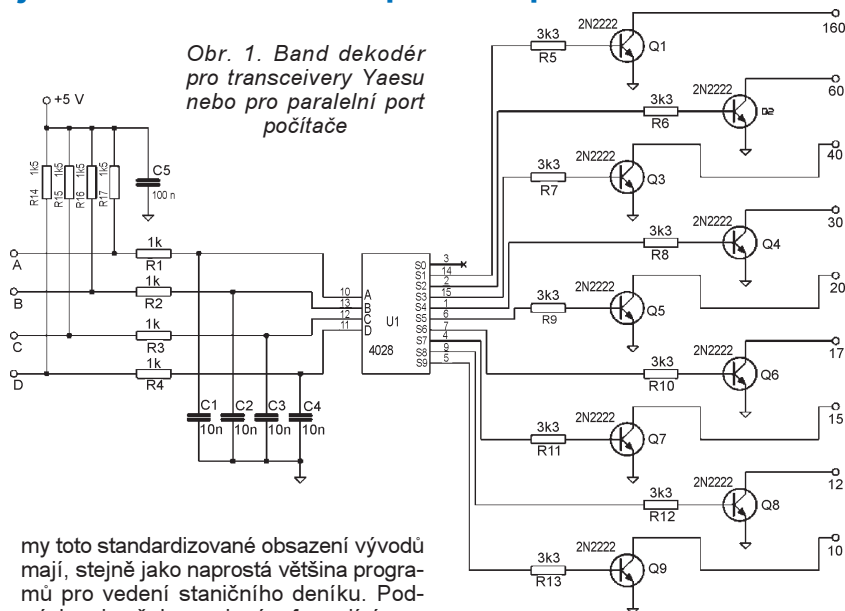 Obr. 1. Band dekodér
pro transceivery Yaesu
nebo pro paralelní port
počítače
+5 V
R14 1k5
R15 1k5
R16 1k5
R17 1k5
C5
100 n
A
1k
R1
B
1k
R2
C
1k
R3
D
1k
R4
C1
10n
C2
10n
C3
10n
C4
10n
10 A
13 B
12 C
11 D
U1
4028
S0 3
S1 14
S2 2
S3 15
S4 1
S5 6
S6 7
S7 4
S8 9
S9 5
3k3
R5
2N2222
Q1
160
3k3
R6
2N2222
60
3k3
R7
2N2222
Q3
40
3k3
R8
2N2222
Q4
30
3k3
R9
2N2222
Q5
20
3k3
R10
2N2222
Q6
17
3k3
R11
2N2222
Q7
15
3k3
R12
2N2222
Q8
12
3k3
R13
2N2222
Q9
10
my toto standardizované obsazení vývodů
mají, stejně jako naprostá většina progra-
mů pro vedení staničního deníku. Pod-